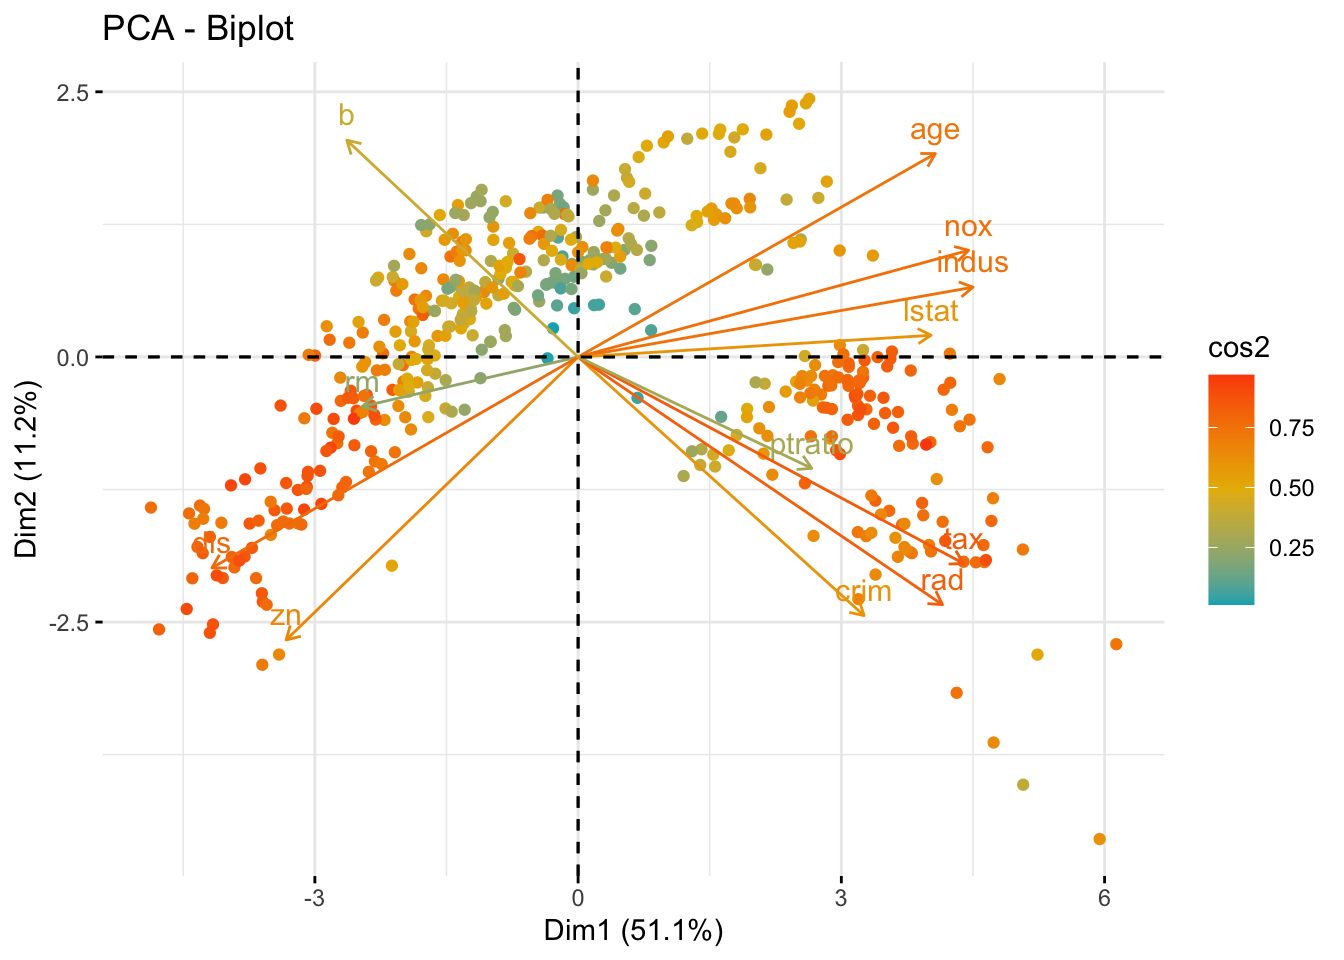 PCA - Biplot
2.5
0.0
-2.5
-3
0
3
6
Dim1 (51.1%)
Dim2 (11.2%)
b
age
nox
indus
lstat
rm
ptratio
dis
tax
rad
crim
zn
cos2
0.75
0.50
0.25